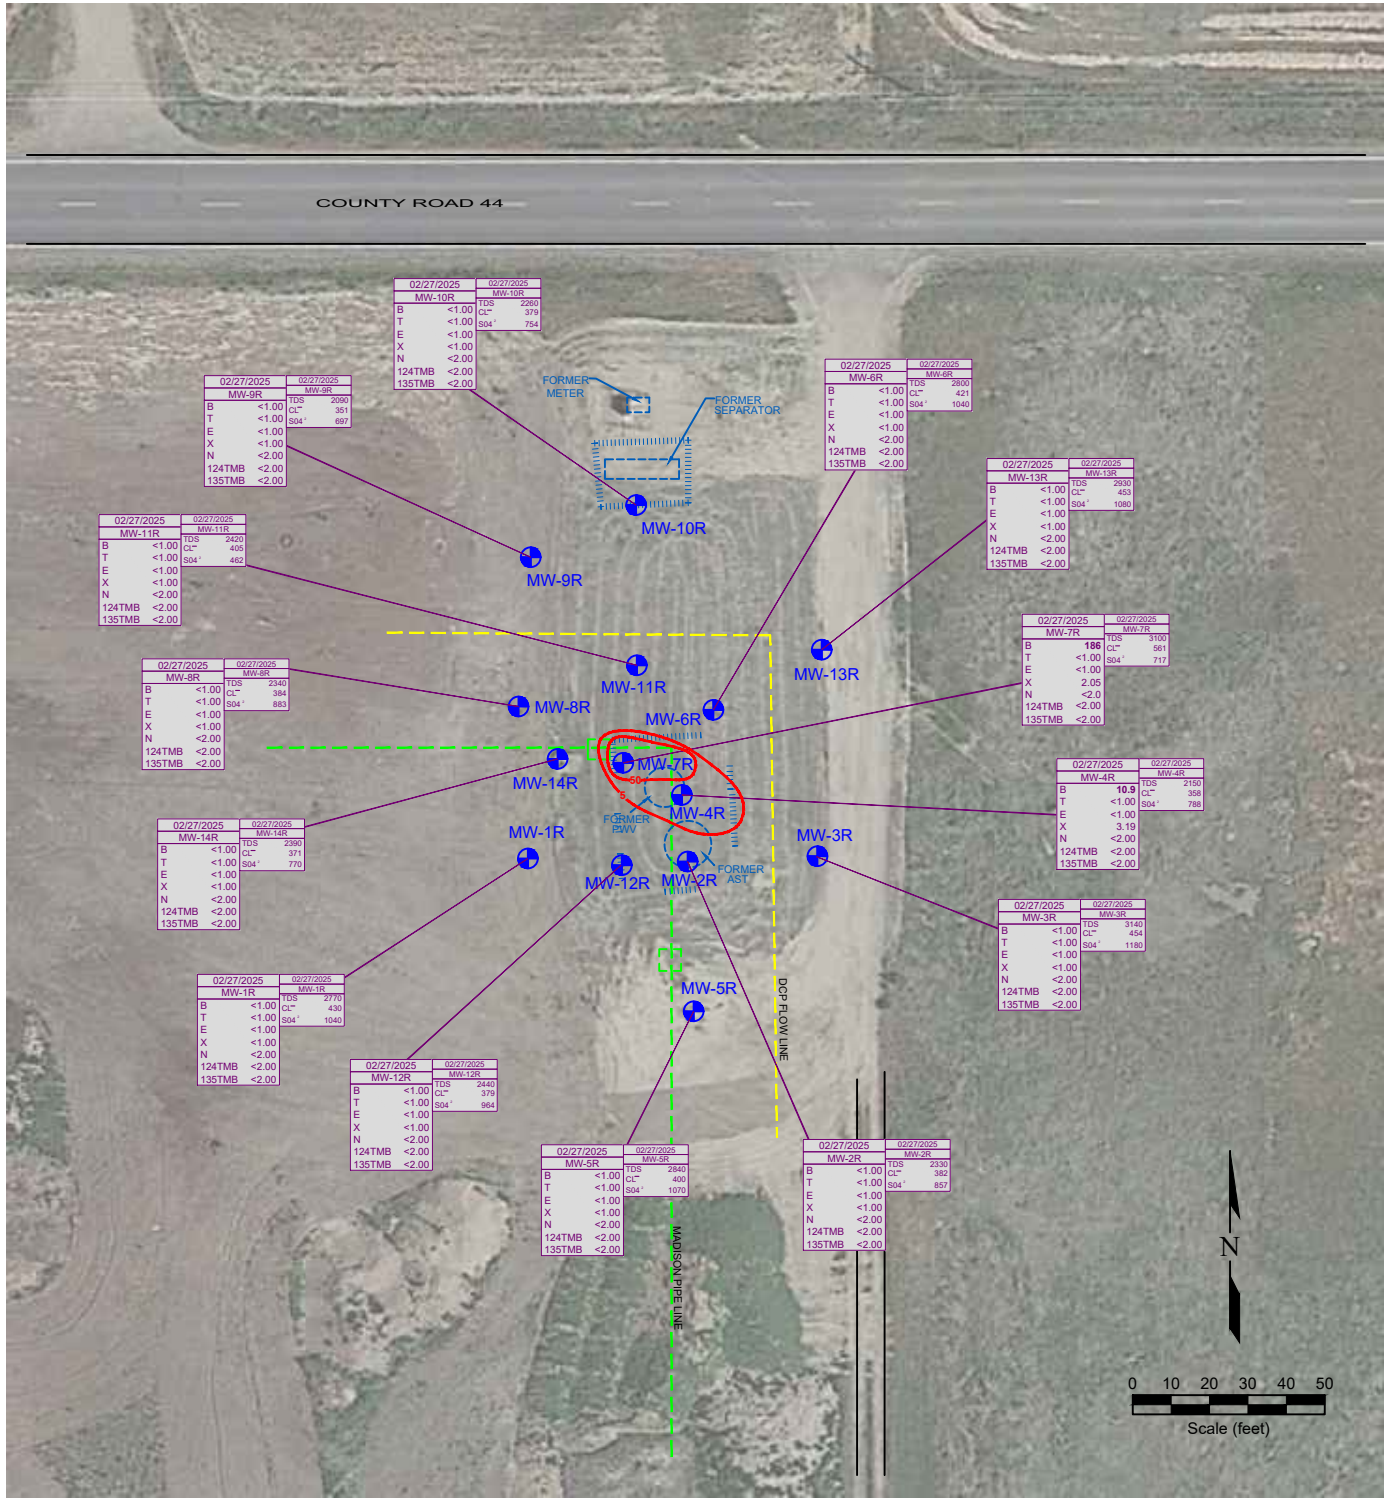 COUNTY ROAD 44
02/27/2025 02/27/2025
MW-10R MW-10R
B <1.00 TDS 2260
T <1.00 CL⁻ 379
E <1.00 SO4⁻² 754
X <1.00
N <2.00
124TMB <2.00
135TMB <2.00
FORMER
METER
FORMER
SEPARATOR
02/27/2025 02/27/2025
MW-6R MW-6R
B <1.00 TDS 2800
T <1.00 CL⁻ 421
E <1.00 SO4⁻² 1040
X <1.00
N <2.00
124TMB <2.00
135TMB <2.00
02/27/2025 02/27/2025
MW-9R MW-9R
B <1.00 TDS 2090
T <1.00 CL⁻ 351
E <1.00 SO4⁻² 697
X <1.00
N <2.00
124TMB <2.00
135TMB <2.00
02/27/2025 02/27/2025
MW-13R MW-13R
B <1.00 TDS 2930
T <1.00 CL⁻ 453
E <1.00 SO4⁻² 1080
X <1.00
N <2.00
124TMB <2.00
135TMB <2.00
MW-10R
02/27/2025 02/27/2025
MW-11R MW-11R
B <1.00 TDS 2420
T <1.00 CL⁻ 405
E <1.00 SO4⁻² 462
X <1.00
N <2.00
124TMB <2.00
135TMB <2.00
MW-9R
02/27/2025 02/27/2025
MW-7R MW-7R
B 186 TDS 3100
T <1.00 CL⁻ 561
E <1.00 SO4⁻² 717
X 2.05
N <2.0
124TMB <2.00
135TMB <2.00
02/27/2025 02/27/2025
MW-8R MW-8R
B <1.00 TDS 2340
T <1.00 CL⁻ 384
E <1.00 SO4⁻² 883
X <1.00
N <2.00
124TMB <2.00
135TMB <2.00
MW-13R
MW-11R
MW-8R
MW-6R
MW-14R
MW-7R
50
5
MW-4R
FORMER
PWV
02/27/2025 02/27/2025
MW-4R MW-4R
B 10.9 TDS 2150
T <1.00 CL⁻ 358
E <1.00 SO4⁻² 788
X 3.19
N <2.00
124TMB <2.00
135TMB <2.00
02/27/2025 02/27/2025
MW-14R MW-14R
B <1.00 TDS 2390
T <1.00 CL⁻ 371
E <1.00 SO4⁻² 770
X <1.00
N <2.00
124TMB <2.00
135TMB <2.00
MW-1R
MW-3R
MW-12R
MW-2R
FORMER
AST
02/27/2025 02/27/2025
MW-3R MW-3R
B <1.00 TDS 3140
T <1.00 CL⁻ 454
E <1.00 SO4⁻² 1180
X <1.00
N <2.00
124TMB <2.00
135TMB <2.00
02/27/2025 02/27/2025
MW-1R MW-1R
B <1.00 TDS 2770
T <1.00 CL⁻ 430
E <1.00 SO4⁻² 1040
X <1.00
N <2.00
124TMB <2.00
135TMB <2.00
MW-5R
DCP FLOW LINE
02/27/2025 02/27/2025
MW-12R MW-12R
B <1.00 TDS 2440
T <1.00 CL⁻ 379
E <1.00 SO4⁻² 964
X <1.00
N <2.00
124TMB <2.00
135TMB <2.00
02/27/2025 02/27/2025
MW-5R MW-5R
B <1.00 TDS 2840
T <1.00 CL⁻ 400
E <1.00 SO4⁻² 1070
X <1.00
N <2.00
124TMB <2.00
135TMB <2.00
02/27/2025 02/27/2025
MW-2R MW-2R
B <1.00 TDS 2330
T <1.00 CL⁻ 382
E <1.00 SO4⁻² 857
X <1.00
N <2.00
124TMB <2.00
135TMB <2.00
MADISON PIPE LINE
N
0 10 20 30 40 50
Scale (feet)